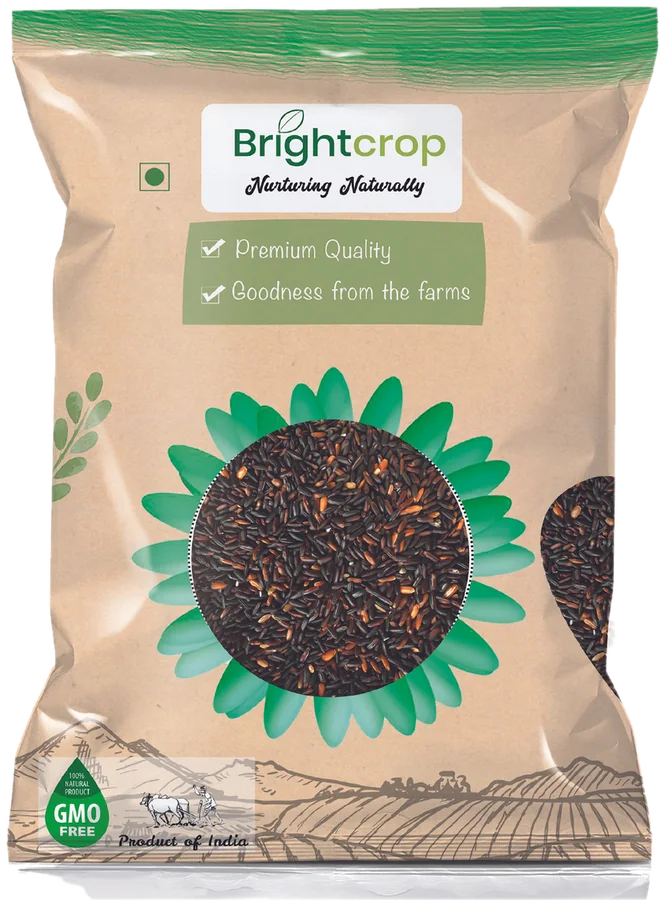 Brightcrop
Nurturing Naturally
Premium Quality
Goodness from the farms
100%
NATURAL
PRODUCT
GMO
FREE
Product of India